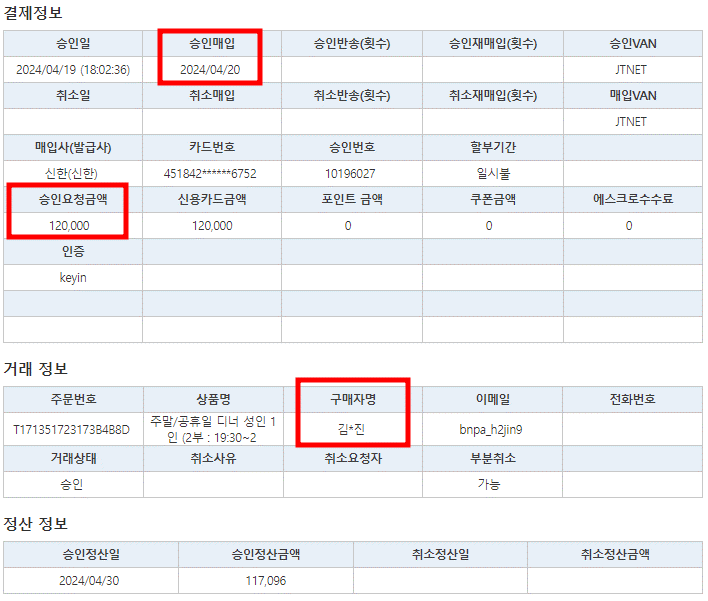 결제정보
승인일 승인매입 승인반송(횟수) 승인재매입(횟수) 승인VAN
2024/04/19 (18:02:36) 2024/04/20 JTNET
취소일 취소매입 취소반송(횟수) 취소재매입(횟수) 매입VAN
JTNET
매입사(발급사) 카드번호 승인번호 할부기간
신한(신한) 451842******6752 10196027 일시불
승인요청금액 신용카드금액 포인트 금액 쿠폰금액 에스크로수수료
120,000 120,000 0 0 0
인증
keyin
거래 정보
주문번호 상품명 구매자명 이메일 전화번호
T171351723173B4B8D 주말/공휴일 디너 성인 1
인 (2부 : 19:30~2 김*진 bnpa_h2jin9
거래상태 취소사유 취소요청자 부분취소
승인 가능
정산 정보
승인정산일 승인정산금액 취소정산일 취소정산금액
2024/04/30 117,096